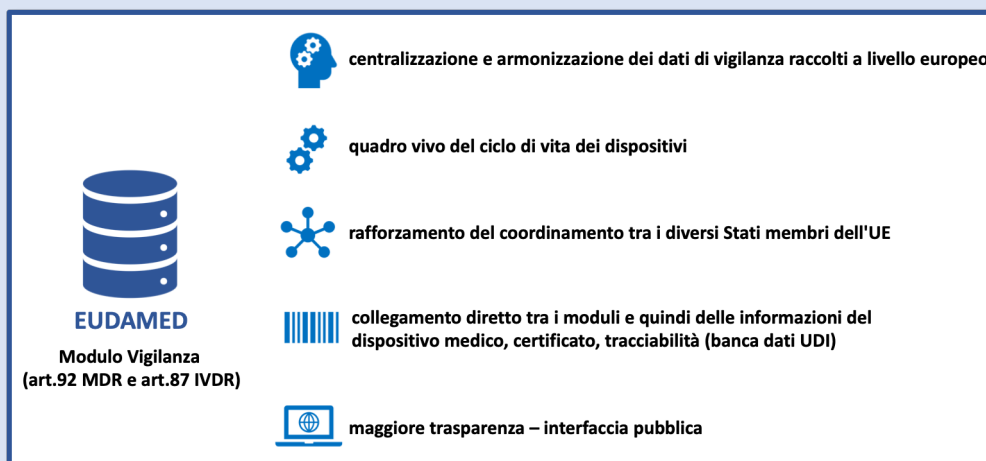 centralizzazione e armonizzazione dei dati di vigilanza raccolti a livello europeo
quadro vivo del ciclo di vita dei dispositivi
rafforzamento del coordinamento tra i diversi Stati membri dell'UE
EUDAMED
Modulo Vigilanza
(art.92 MDR e art.87 IVDR)
collegamento diretto tra i moduli e quindi delle informazioni del
dispositivo medico, certificato, tracciabilità (banca dati UDI)
maggiore trasparenza – interfaccia pubblica